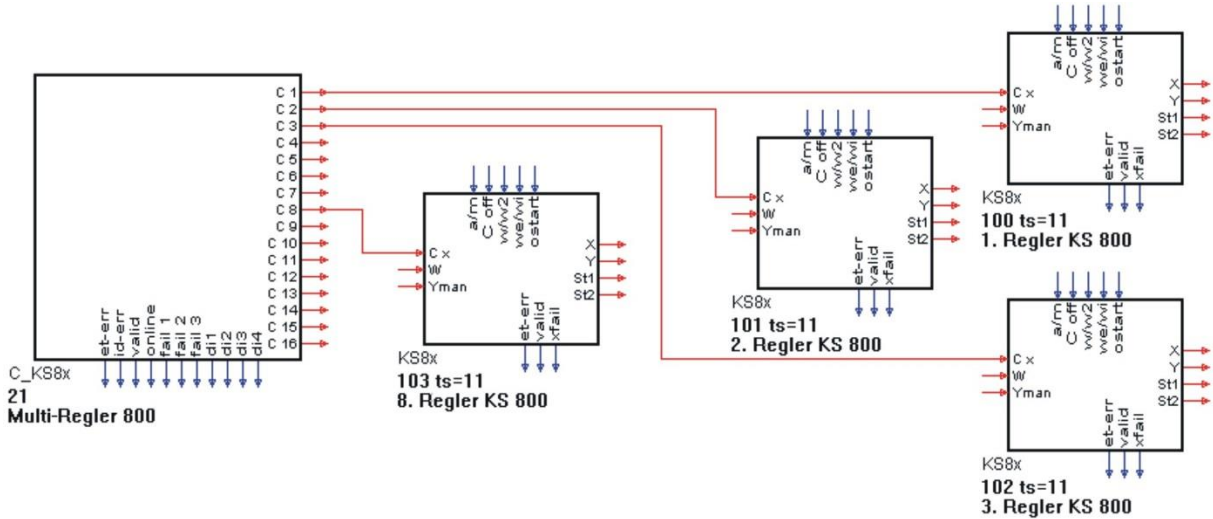 C 1
C 2
C 3
C 4
C 5
C 6
C 7
C 8
C 9
C 10
C 11
C 12
C 13
C 14
C 15
C 16
et-err
id-err
valid
online
fail 1
fail 2
fail 3
di1
di2
di3
di4
C_KS8x
21
Multi-Regler 800
a/m
C off
w/w2
we/wi
ostart
C x
W
Yman
X
Y
St1
St2
et-err
valid
xfail
KS8x
103 ts=11
8. Regler KS 800
a/m
C off
w/w2
we/wi
ostart
C x
W
Yman
X
Y
St1
St2
et-err
valid
xfail
KS8x
101 ts=11
2. Regler KS 800
a/m
C off
w/w2
we/wi
ostart
C x
W
Yman
X
Y
St1
St2
et-err
valid
xfail
KS8x
100 ts=11
1. Regler KS 800
a/m
C off
w/w2
we/wi
ostart
C x
W
Yman
X
Y
St1
St2
et-err
valid
xfail
KS8x
102 ts=11
3. Regler KS 800